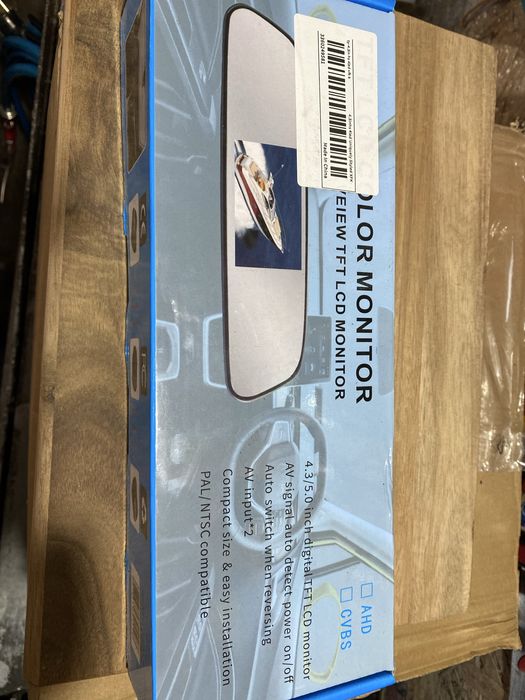 COLOR MONITOR
TFT LCD MONITOR
4.3/5.0 inch digital TFT LCD monitor
AV signal auto detect power on/off
Auto switch when reversing
AV input*2
Compact size & easy installation
PAL/NTSC compatible
AHD
CVBS
Made in China